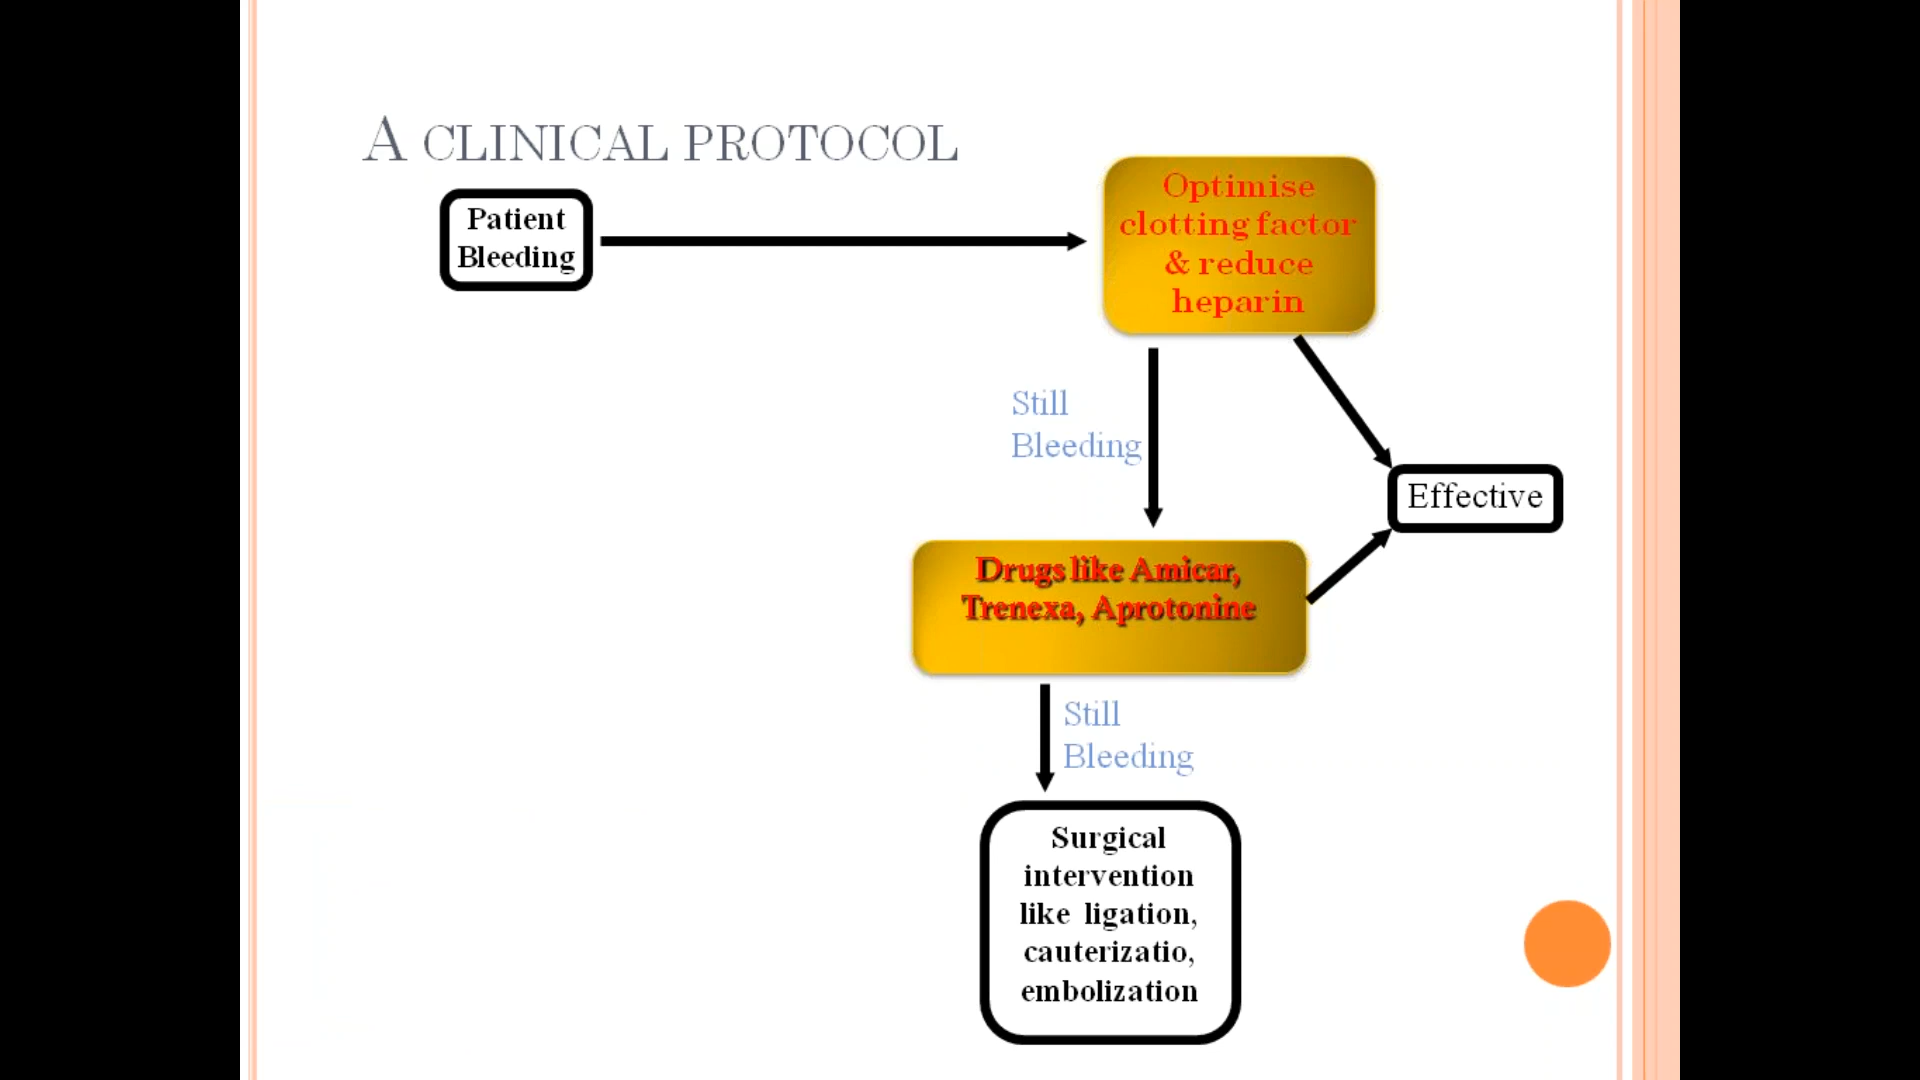 A CLINICAL PROTOCOL
Patient
Bleeding
Optimise
clotting factor
& reduce
heparin
Still
Bleeding
Effective
Drugs like Amicar,
Trenexa, Aprotonine
Still
Bleeding
Surgical
intervention
like ligation,
cauterizatio,
embolization